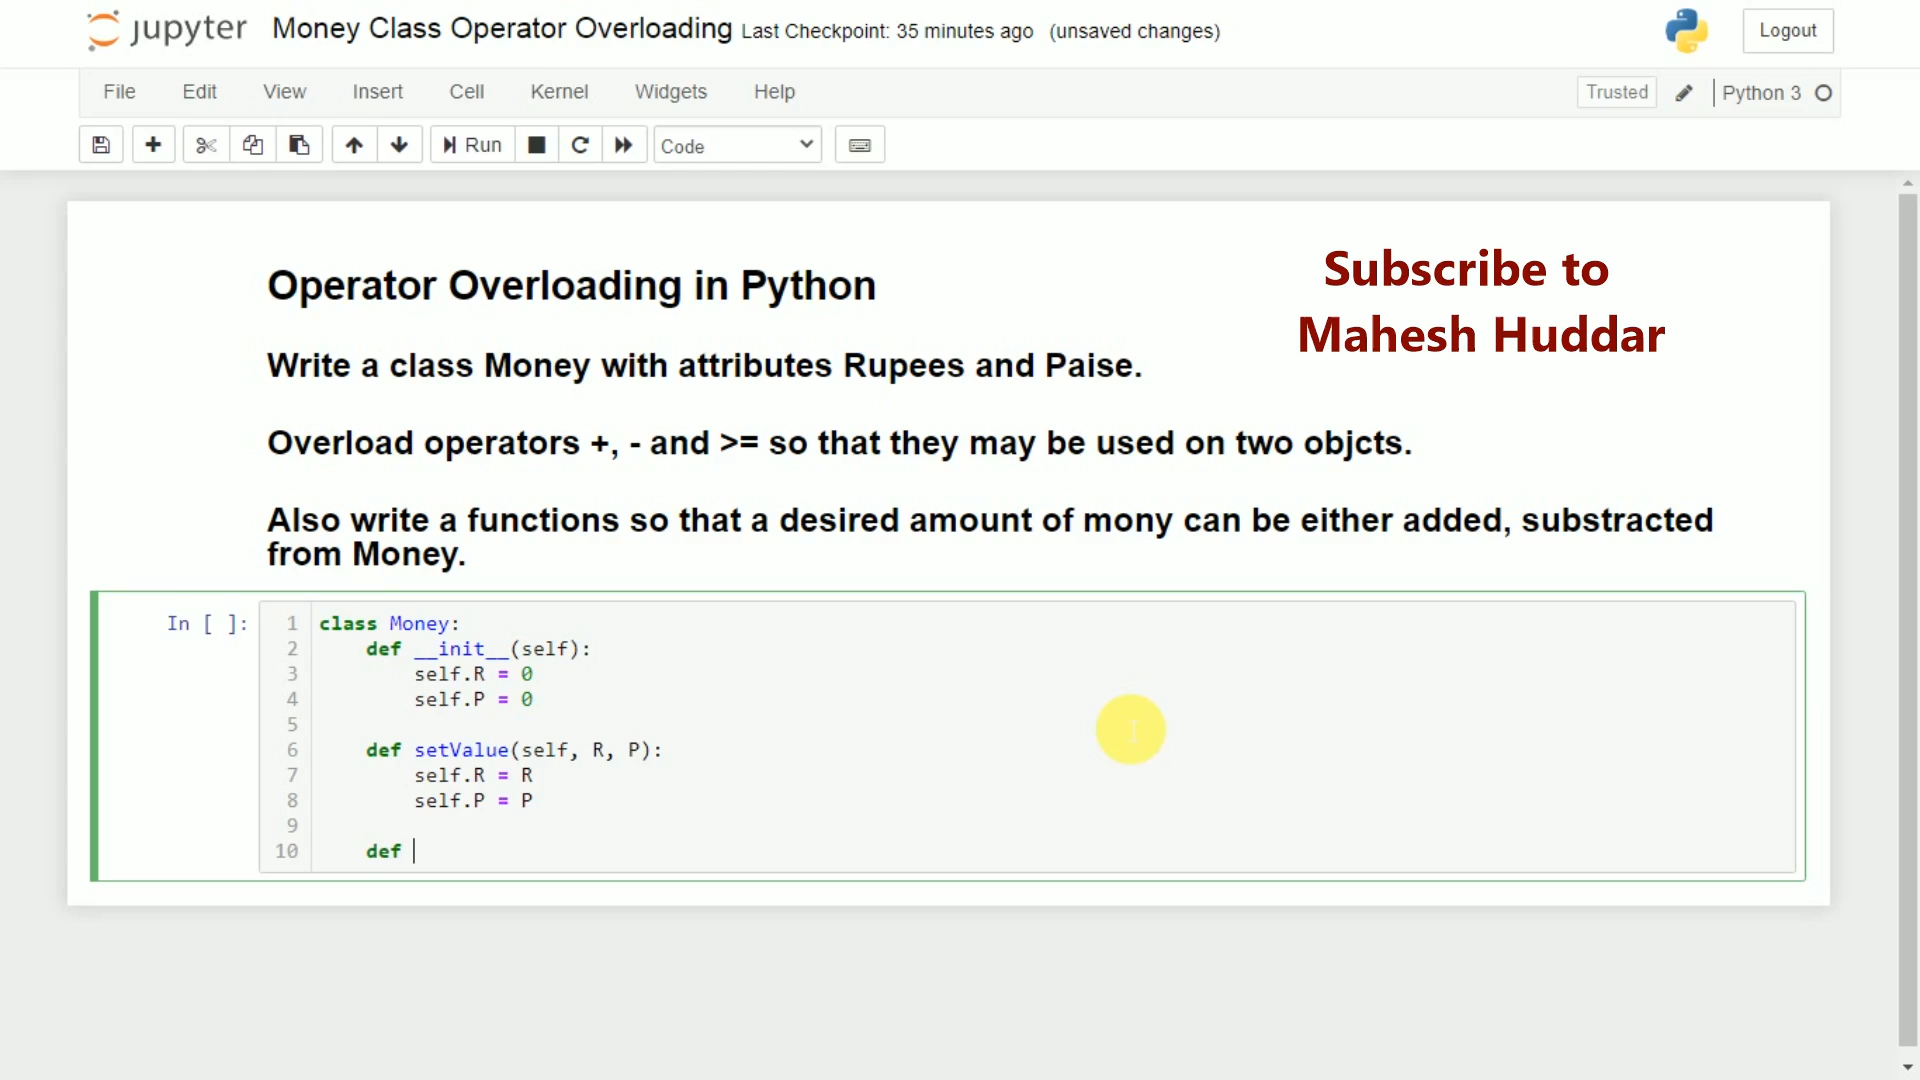 jupyter Money Class Operator Overloading Last Checkpoint: 35 minutes ago (unsaved changes) Logout
File Edit View Insert Cell Kernel Widgets Help Trusted Python 3
Run Code
Subscribe to
Mahesh Huddar
Operator Overloading in Python
Write a class Money with attributes Rupees and Paise.
Overload operators +, - and >= so that they may be used on two objcts.
Also write a functions so that a desired amount of mony can be either added, substracted
from Money.
In [ ]: 1 class Money:
2     def __init__(self):
3         self.R = 0
4         self.P = 0
5
6     def setValue(self, R, P):
7         self.R = R
8         self.P = P
9
10     def